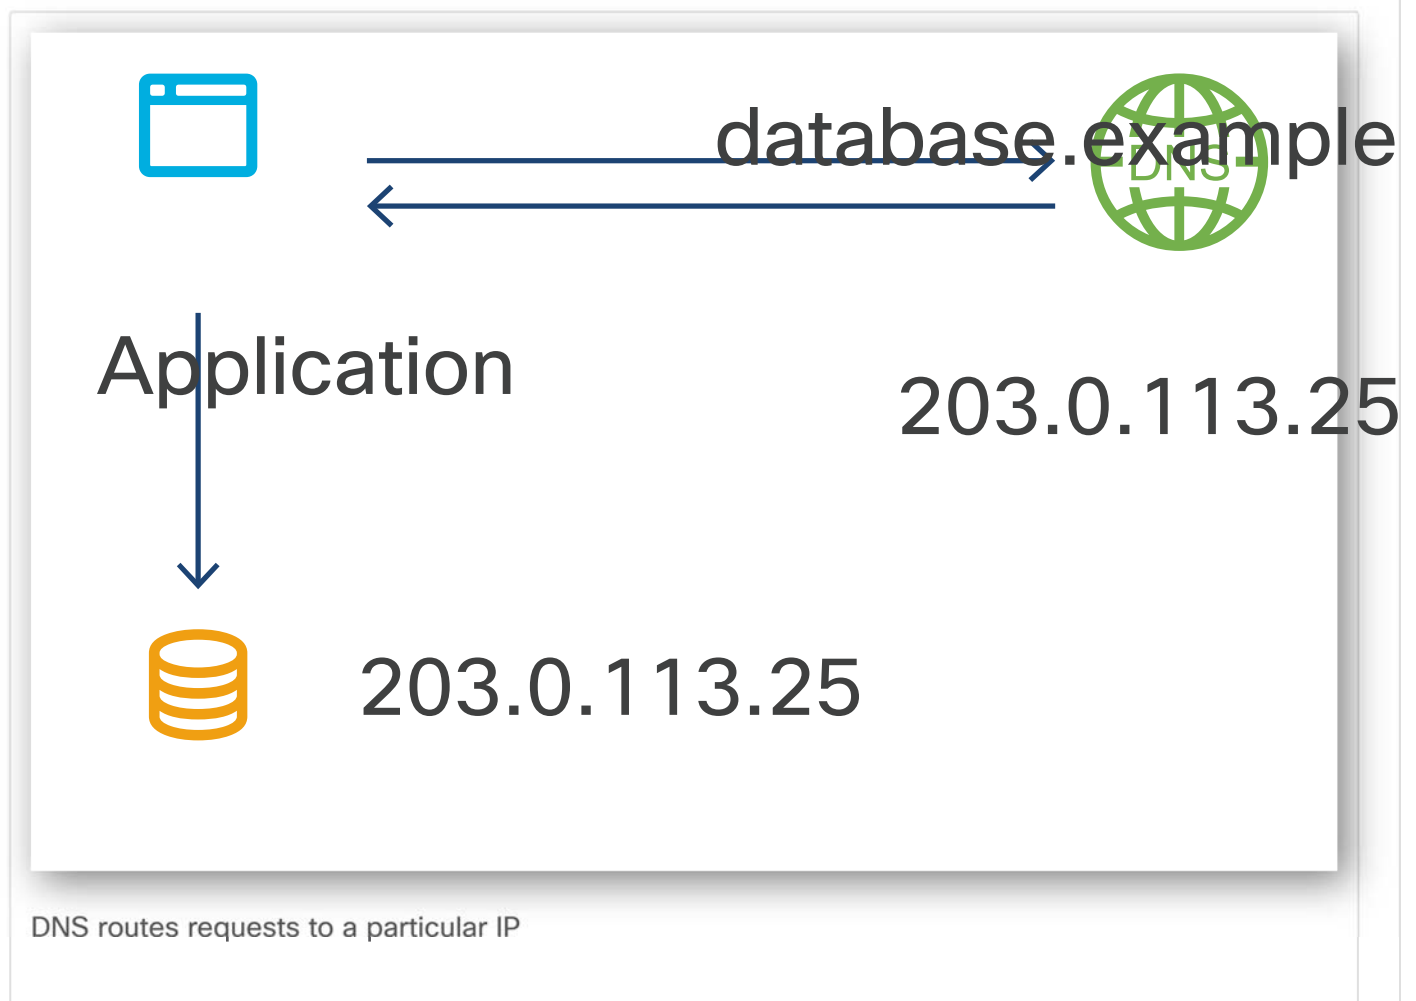 database.example
DNS
Application
203.0.113.25
203.0.113.25
DNS routes requests to a particular IP